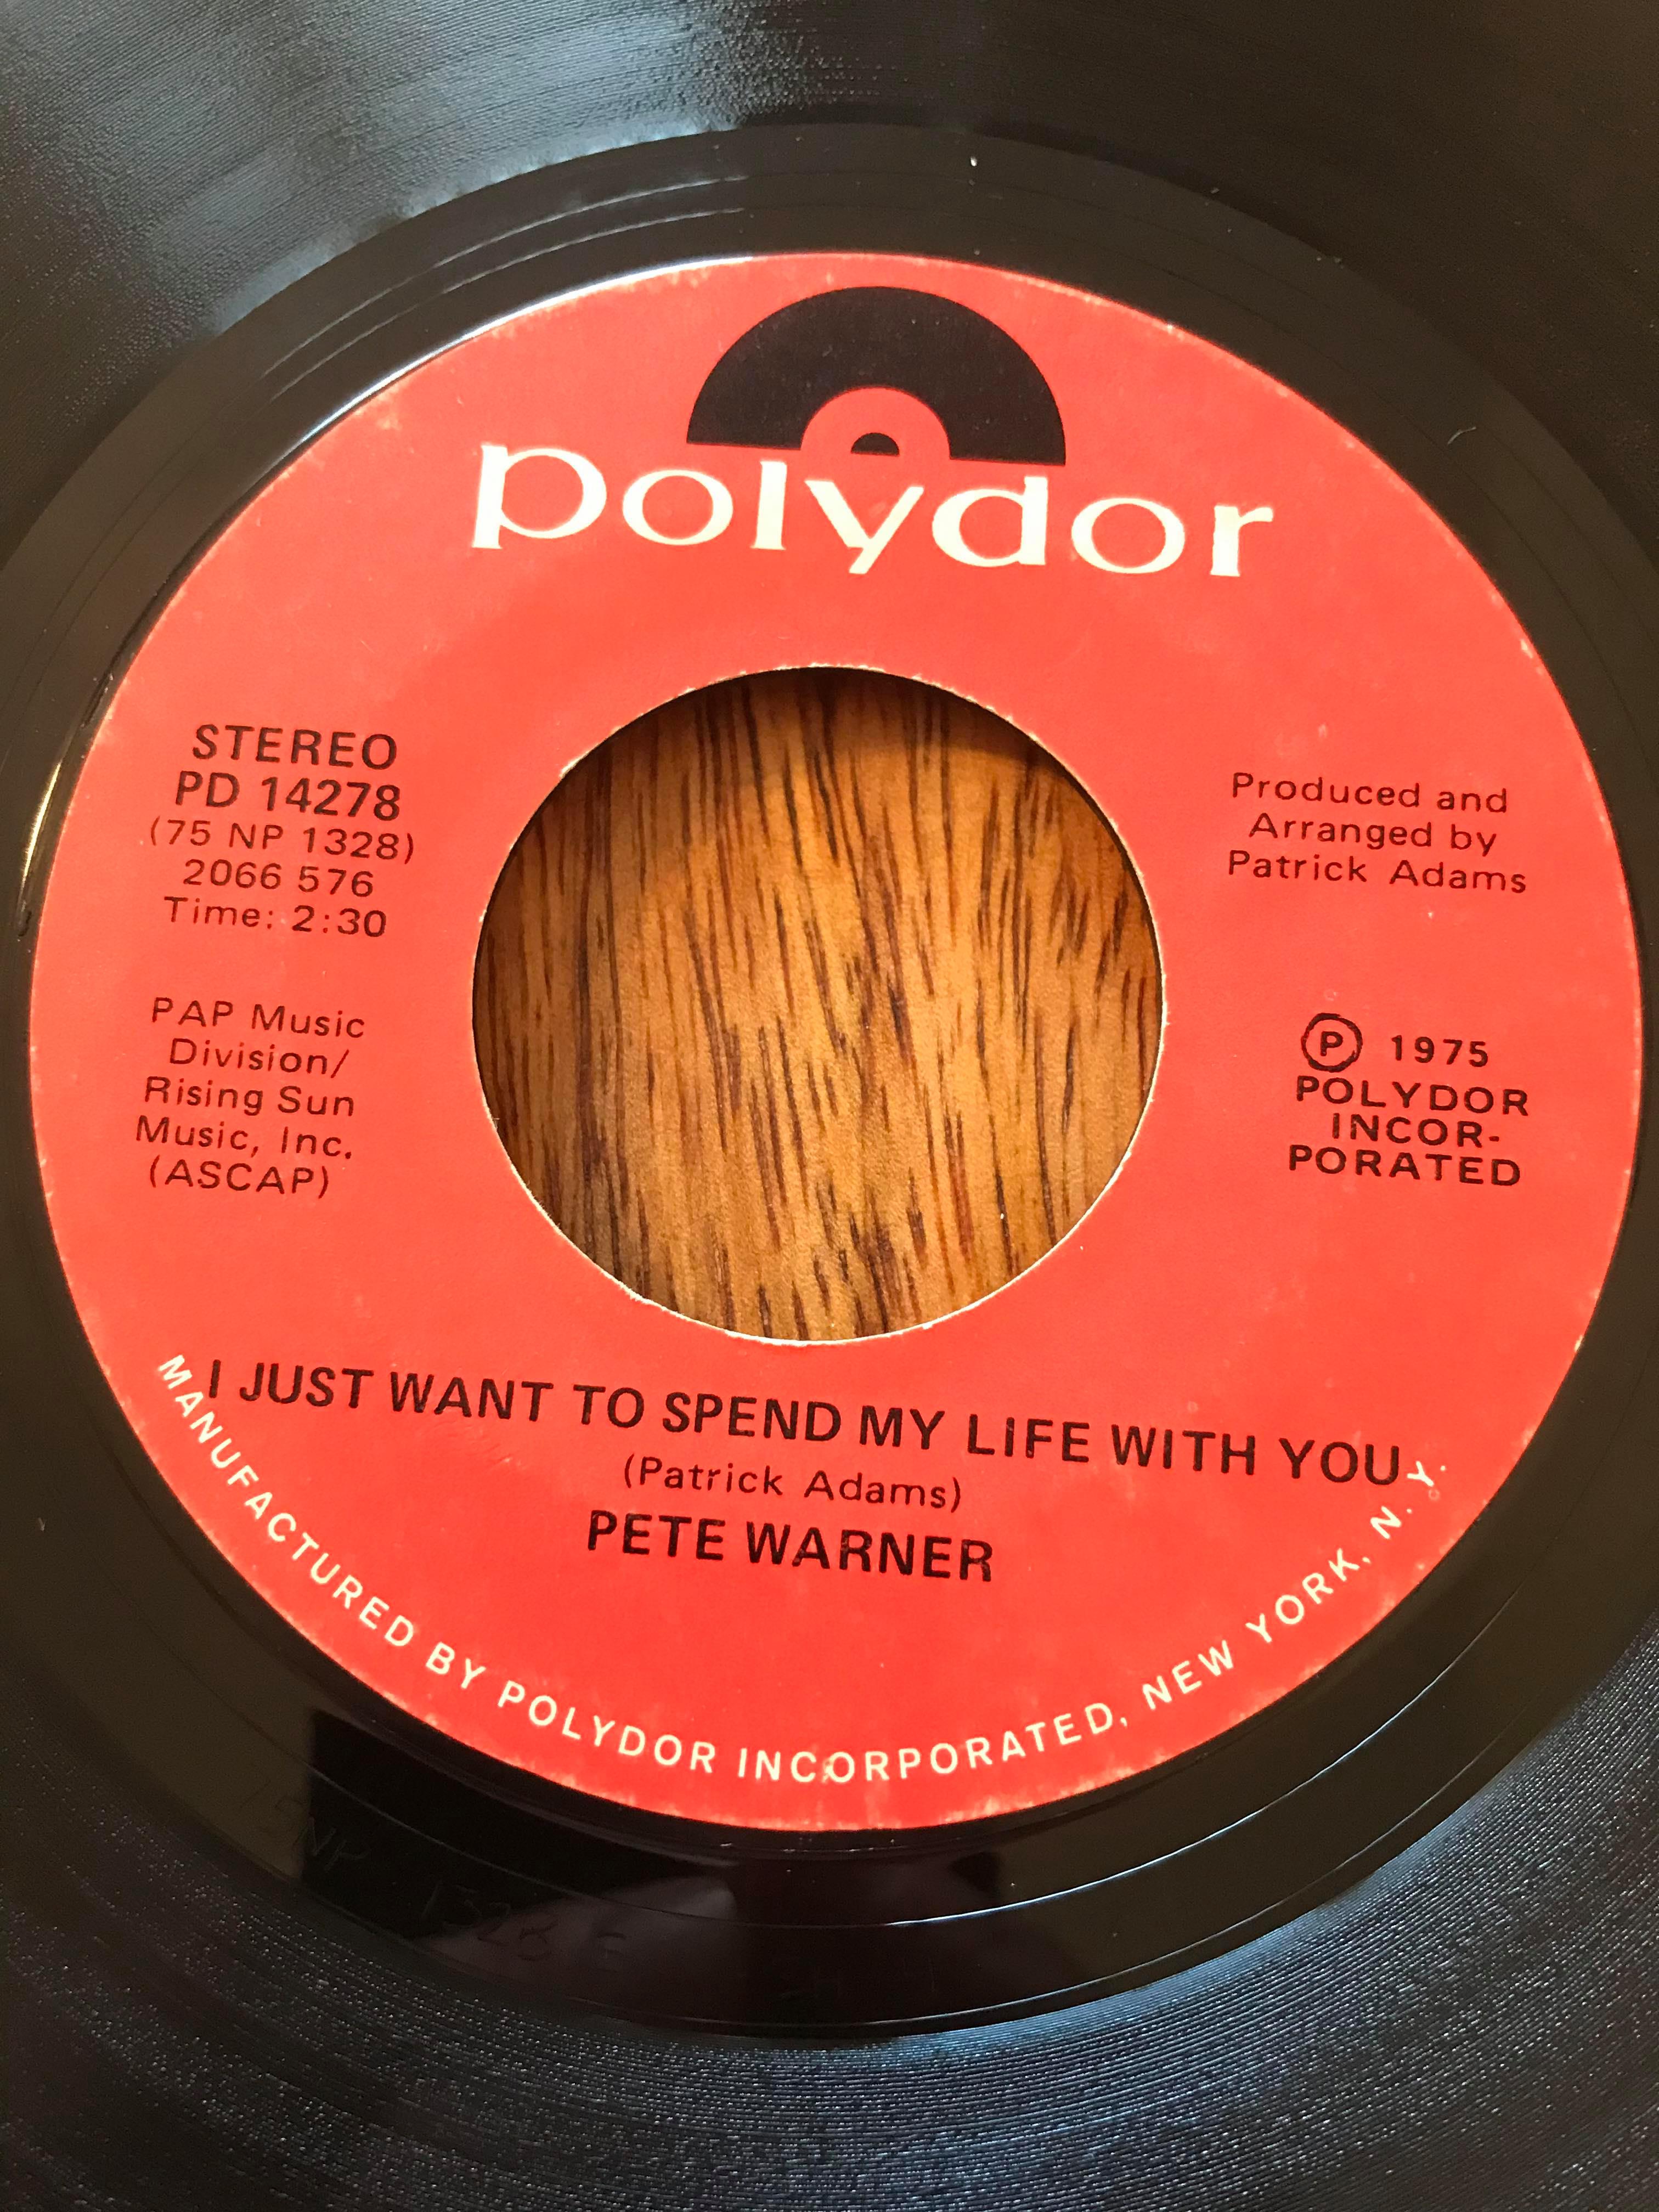 polydor
STEREO
PD 14278
(75 NP 1328)
2066 576
Time: 2:30
PAP Music
Division/
Rising Sun
Music, Inc.
(ASCAP)
Produced and
Arranged by
Patrick Adams
Ⓟ 1975
POLYDOR
INCOR-
PORATED
I JUST WANT TO SPEND MY LIFE WITH YOU
(Patrick Adams)
PETE WARNER
MANUFACTURED BY POLYDOR INCORPORATED, NEW YORK, N. Y.